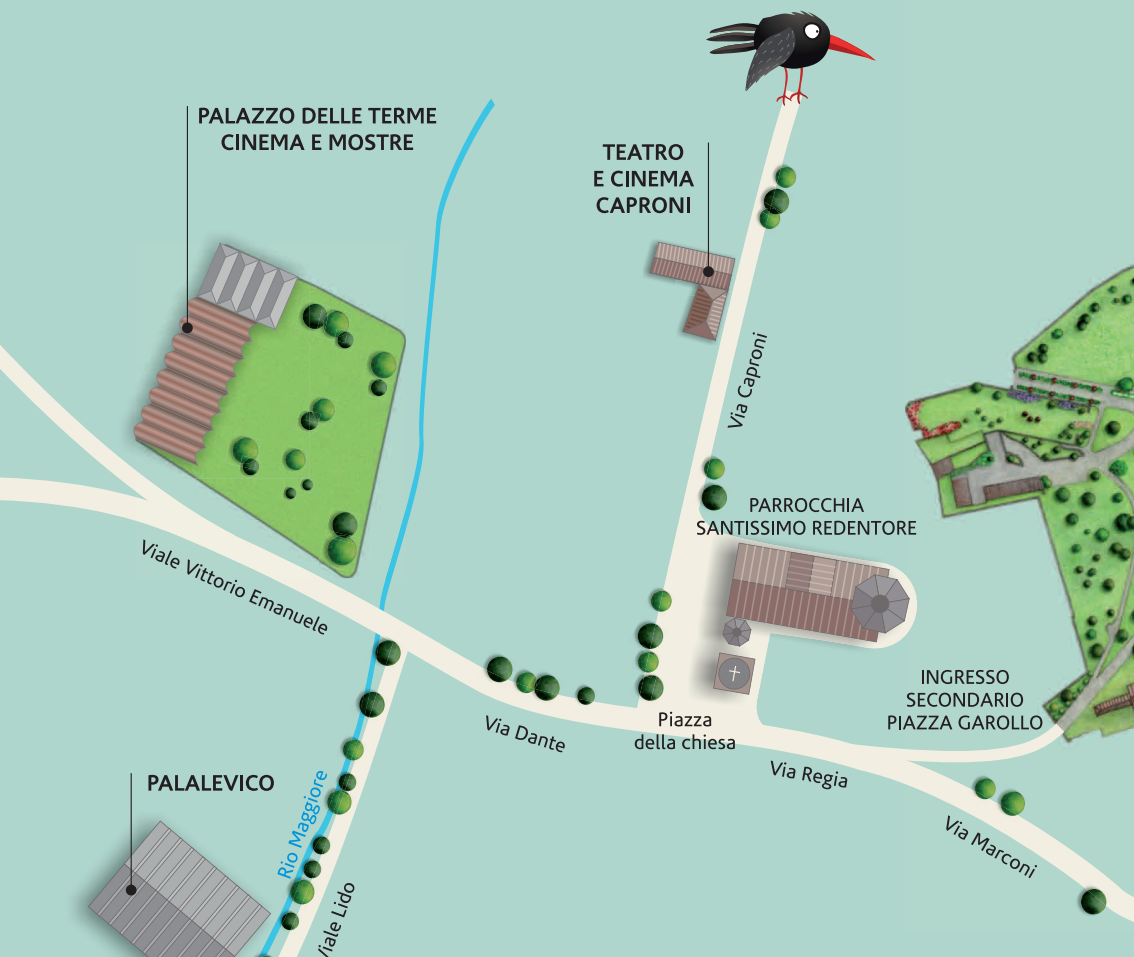 PALAZZO DELLE TERME
CINEMA E MOSTRE
TEATRO
E CINEMA
CAPRONI
Via Caproni
PARROCCHIA
SANTISSIMO REDENTORE
Viale Vittorio Emanuele
INGRESSO
SECONDARIO
PIAZZA GAROLLO
Piazza
della chiesa
Via Dante
Via Regia
PALALEVICO
Rio Maggiore
Via Marconi
Viale Lido